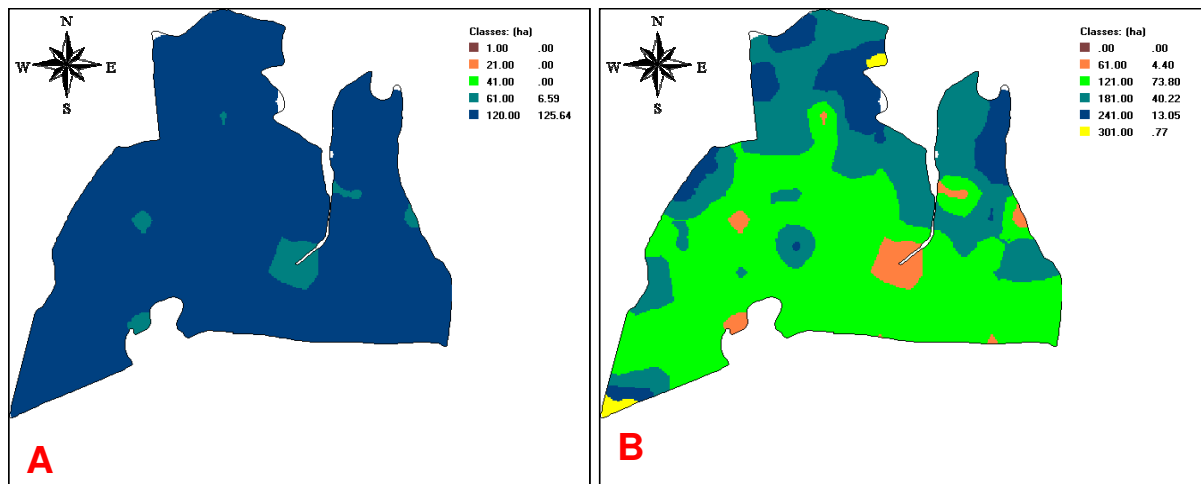 N
W E
S
Classes: (ha)
1.00 .00
21.00 .00
41.00 .00
61.00 6.59
120.00 125.64
A
N
W E
S
Classes: (ha)
.00 .00
61.00 4.40
121.00 73.80
181.00 40.22
241.00 13.05
301.00 .77
B